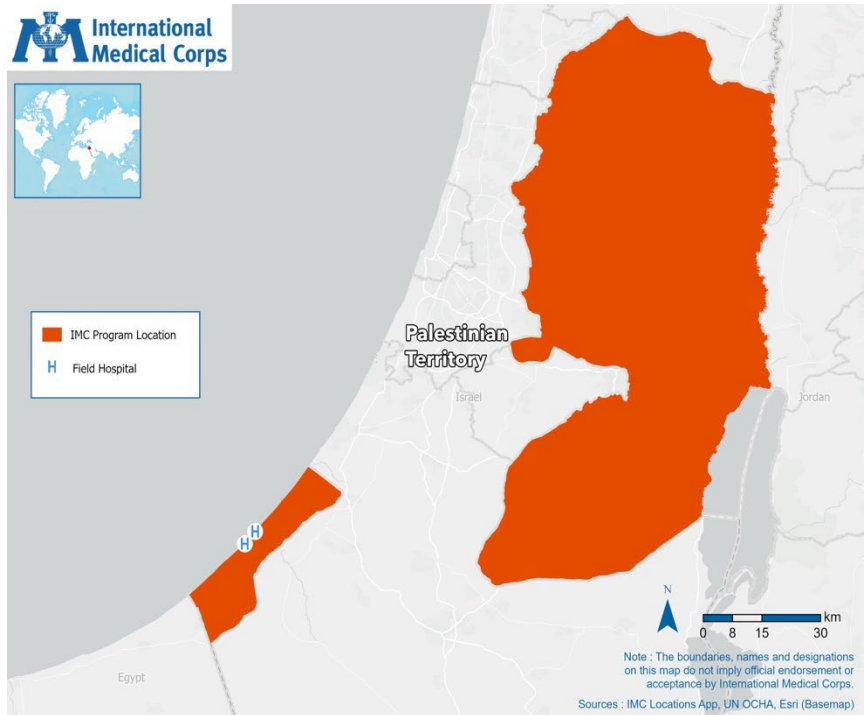 International
Medical Corps
IMC Program Location
H Field Hospital
Palestinian
Territory
Israel
Jordan
H
H
Egypt
N
km
0 8 15 30
Note : The boundaries, names and designations
on this map do not imply official endorsement or
acceptance by International Medical Corps.
Sources : IMC Locations App, UN OCHA, Esri (Basemap)